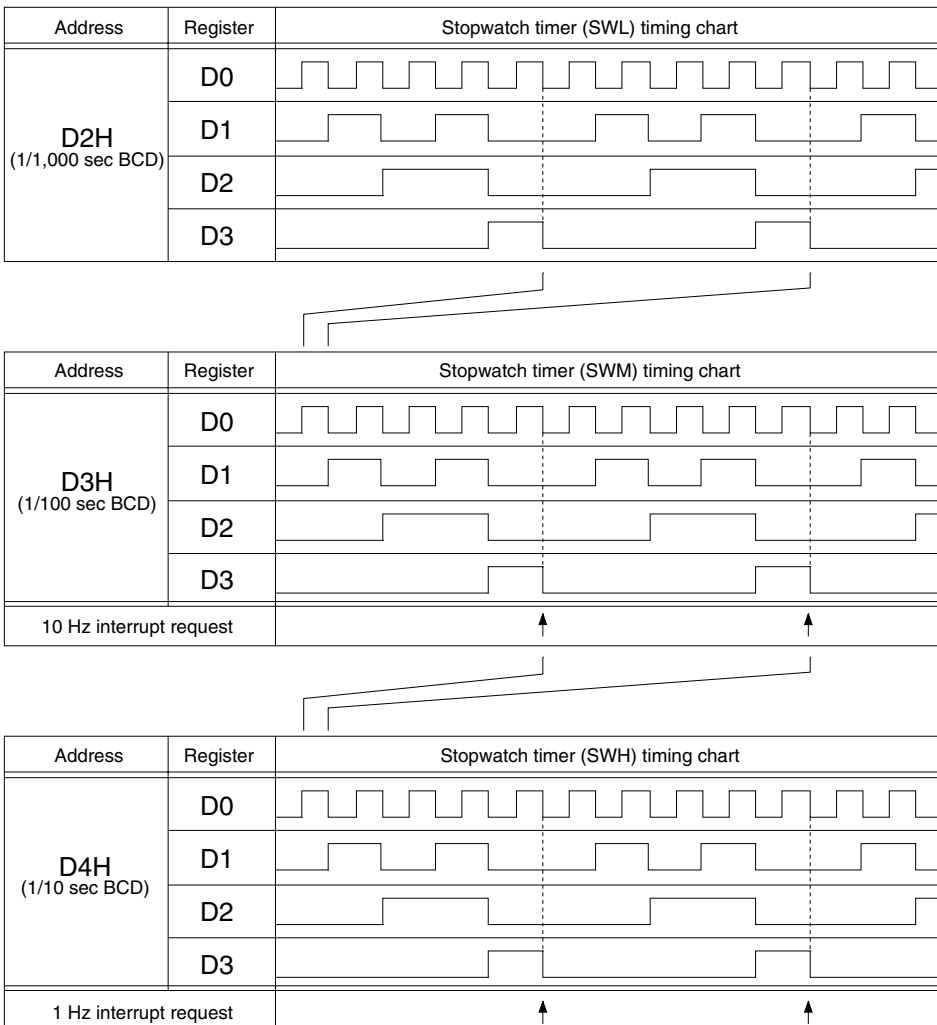 Address Register Stopwatch timer (SWL) timing chart
D0
D1
D2H
(1/1,000 sec BCD)
D2
D3
Address Register Stopwatch timer (SWM) timing chart
D0
D1
D3H
(1/100 sec BCD)
D2
D3
10 Hz interrupt request
Address Register Stopwatch timer (SWH) timing chart
D0
D1
D4H
(1/10 sec BCD)
D2
D3
1 Hz interrupt request